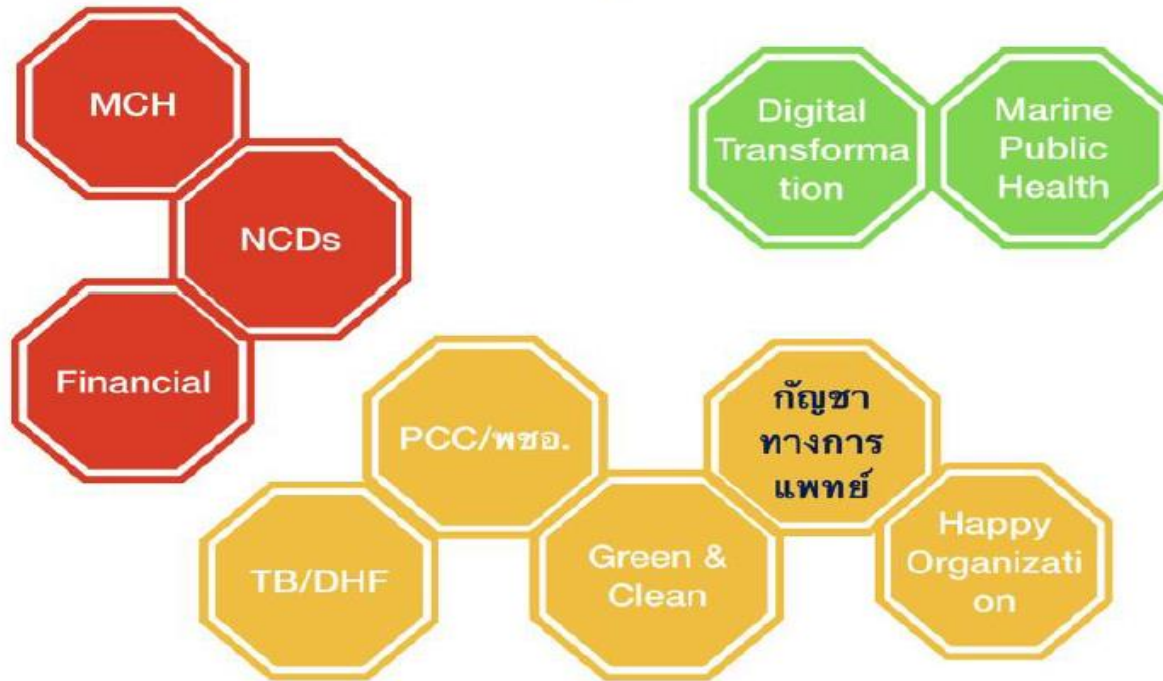 MCH
NCDs
Financial
Digital
Transforma
tion
Marine
Public
Health
PCC/พชอ.
TB/DHF
Green &
Clean
กัญชา
ทางการ
แพทย์
Happy
Organizati
on